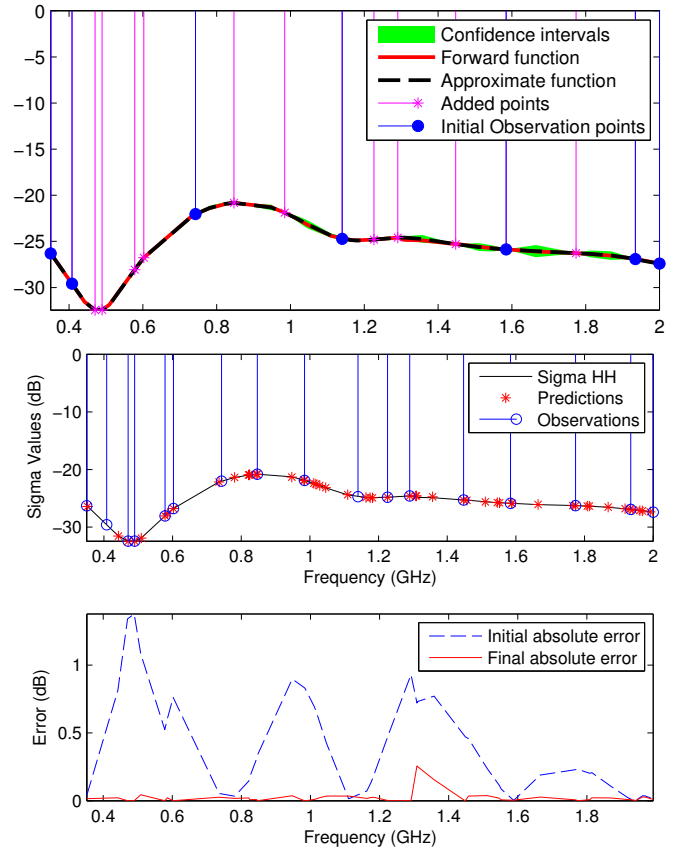 0
−5
−10
−15
−20
−25
−30
0.4 0.6 0.8 1 1.2 1.4 1.6 1.8 2
Confidence intervals
Forward function
Approximate function
Added points
Initial Observation points
0
−10
−20
−30
Sigma Values (dB)
0.4 0.6 0.8 1 1.2 1.4 1.6 1.8 2
Frequency (GHz)
Sigma HH
Predictions
Observations
1
0.5
0
Error (dB)
0.4 0.6 0.8 1 1.2 1.4 1.6 1.8
Frequency (GHz)
Initial absolute error
Final absolute error